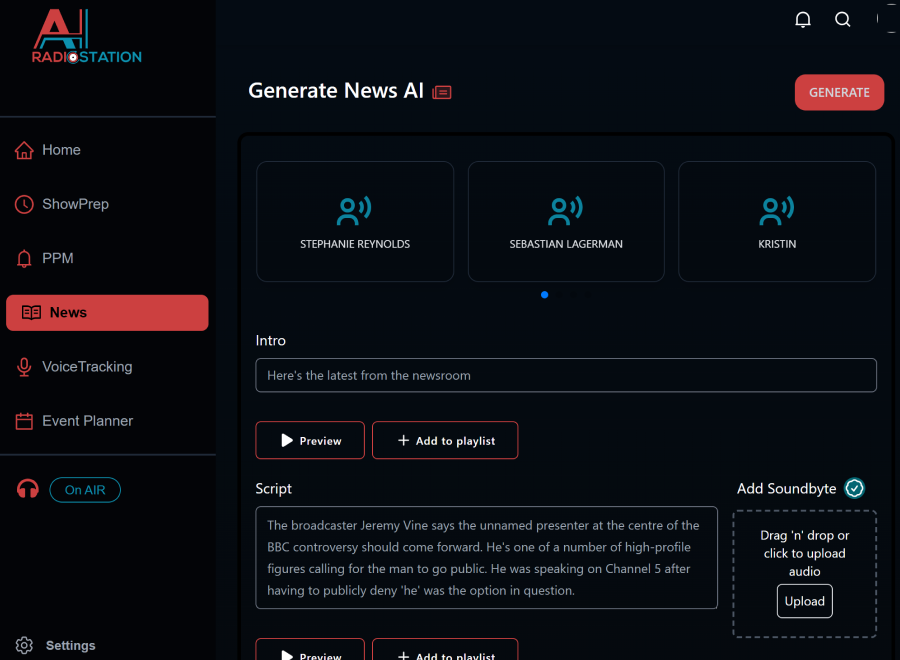 AI
RADIOSTATION
Home
ShowPrep
PPM
News
VoiceTracking
Event Planner
On AIR
Settings
Generate News AI
GENERATE
STEPHANIE REYNOLDS
SEBASTIAN LAGERMAN
KRISTIN
Intro
Here's the latest from the newsroom
Preview
Add to playlist
Script
The broadcaster Jeremy Vine says the unnamed presenter at the centre of the
BBC controversy should come forward. He's one of a number of high-profile
figures calling for the man to go public. He was speaking on Channel 5 after
having to publicly deny 'he' was the option in question.
Add Soundbyte
Drag 'n' drop or
click to upload
audio
Upload
Preview
Add to playlist